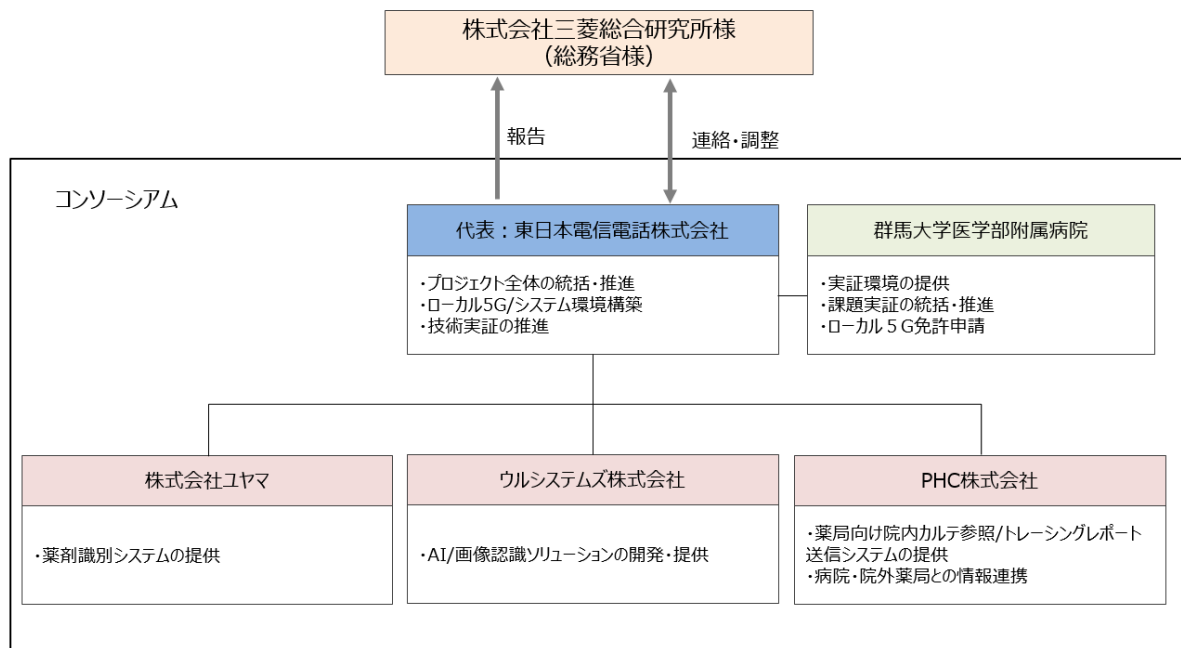 株式会社三菱総合研究所様
(総務省様)
報告
連絡・調整
コンソーシアム
代表：東日本電信電話株式会社
・プロジェクト全体の統括・推進
・ローカル5G/システム環境構築
・技術実証の推進
群馬大学医学部附属病院
・実証環境の提供
・課題実証の統括・推進
・ローカル５G免許申請
株式会社ユヤマ
・薬剤識別システムの提供
ウルシステムズ株式会社
・AI/画像認識ソリューションの開発・提供
PHC株式会社
・薬局向け院内カルテ参照/トレーシングレポート
送信システムの提供
・病院・院外薬局との情報連携